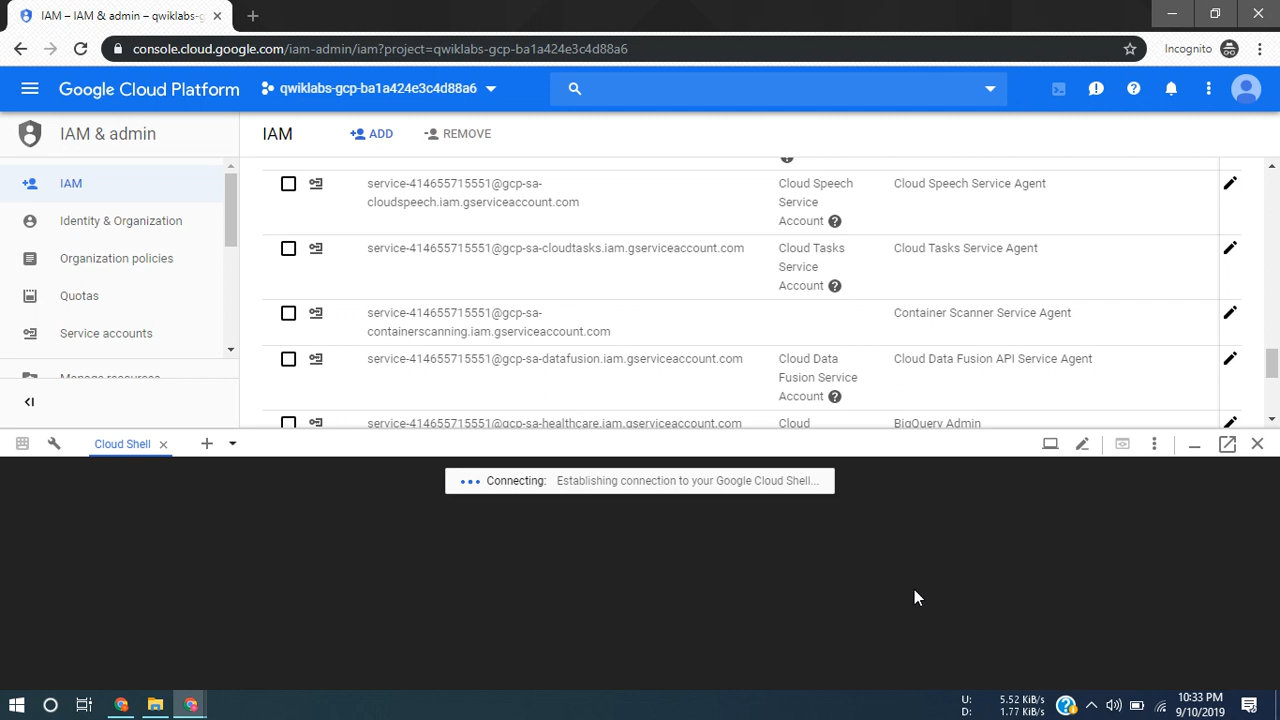 IAM – IAM & admin – qwiklabs-g
console.cloud.google.com/iam-admin/iam?project=qwiklabs-gcp-ba1a424e3c4d88a6
Incognito
Google Cloud Platform
qwiklabs-gcp-ba1a424e3c4d88a6
IAM & admin
IAM
ADD
REMOVE
IAM
Identity & Organization
Organization policies
Quotas
Service accounts
Manage resources
service-414655715551@gcp-sa-
cloudspeech.iam.gserviceaccount.com
Cloud Speech
Service
Account
Cloud Speech Service Agent
service-414655715551@gcp-sa-cloudtasks.iam.gserviceaccount.com
Cloud Tasks
Service
Account
Cloud Tasks Service Agent
service-414655715551@gcp-sa-
containerscanning.iam.gserviceaccount.com
Container Scanner Service Agent
service-414655715551@gcp-sa-datafusion.iam.gserviceaccount.com
Cloud Data
Fusion Service
Account
Cloud Data Fusion API Service Agent
service-414655715551@gcp-sa-healthcare.iam.gserviceaccount.com
Cloud
BigQuery Admin
Cloud Shell
Connecting: Establishing connection to your Google Cloud Shell...
U: 5.52 KiB/s
D: 1.77 KiB/s
10:33 PM
9/10/2019